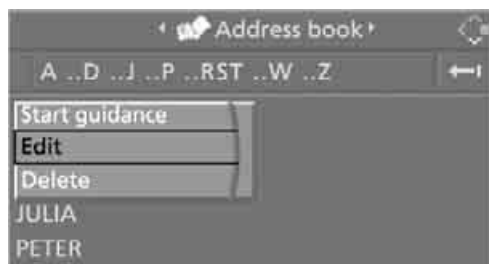 Address book
A ..D ..J ..P ..RST ..W ..Z
Start guidance
Edit
Delete
JULIA
PETER